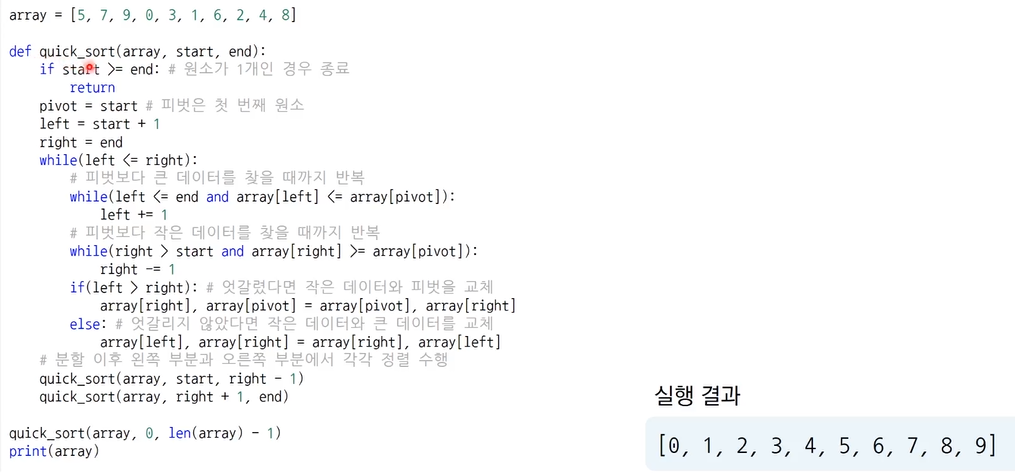 array = [5, 7, 9, 0, 3, 1, 6, 2, 4, 8]
def quick_sort(array, start, end):
if start >= end: # 원소가 1개인 경우 종료
return
pivot = start # 피벗은 첫 번째 원소
left = start + 1
right = end
while(left <= right):
# 피벗보다 큰 데이터를 찾을 때까지 반복
while(left <= end and array[left] <= array[pivot]):
left += 1
# 피벗보다 작은 데이터를 찾을 때까지 반복
while(right > start and array[right] >= array[pivot]):
right -= 1
if(left > right): # 엇갈렸다면 작은 데이터와 피벗을 교체
array[right], array[pivot] = array[pivot], array[right]
else: # 엇갈리지 않았다면 작은 데이터와 큰 데이터를 교체
array[left], array[right] = array[right], array[left]
# 분할 이후 왼쪽 부분과 오른쪽 부분에서 각각 정렬 수행
quick_sort(array, start, right - 1)
quick_sort(array, right + 1, end)
quick_sort(array, 0, len(array) - 1)
print(array)
실행 결과
[0, 1, 2, 3, 4, 5, 6, 7, 8, 9]